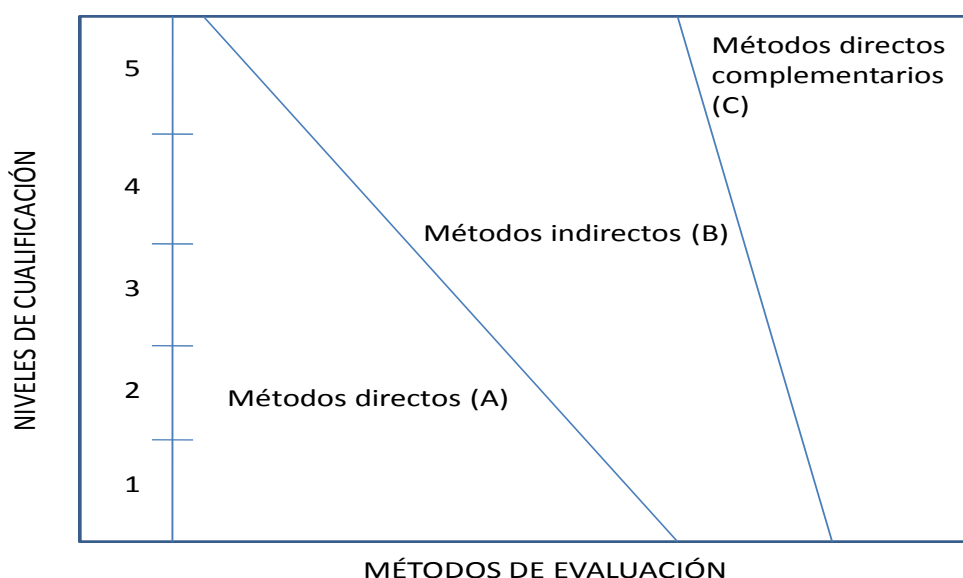 NIVELES DE CUALIFICACIÓN
5
4
3
2
1
Métodos directos
complementarios
(C)
Métodos indirectos (B)
Métodos directos (A)
MÉTODOS DE EVALUACIÓN